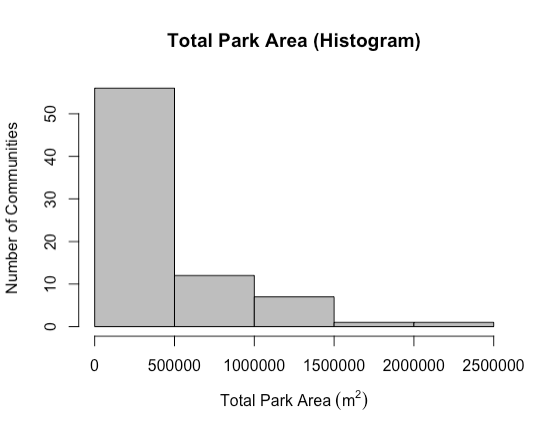 Total Park Area (Histogram)
Number of Communities
50
40
30
20
10
0
0 500000 1000000 1500000 2000000 2500000
Total Park Area (m²)